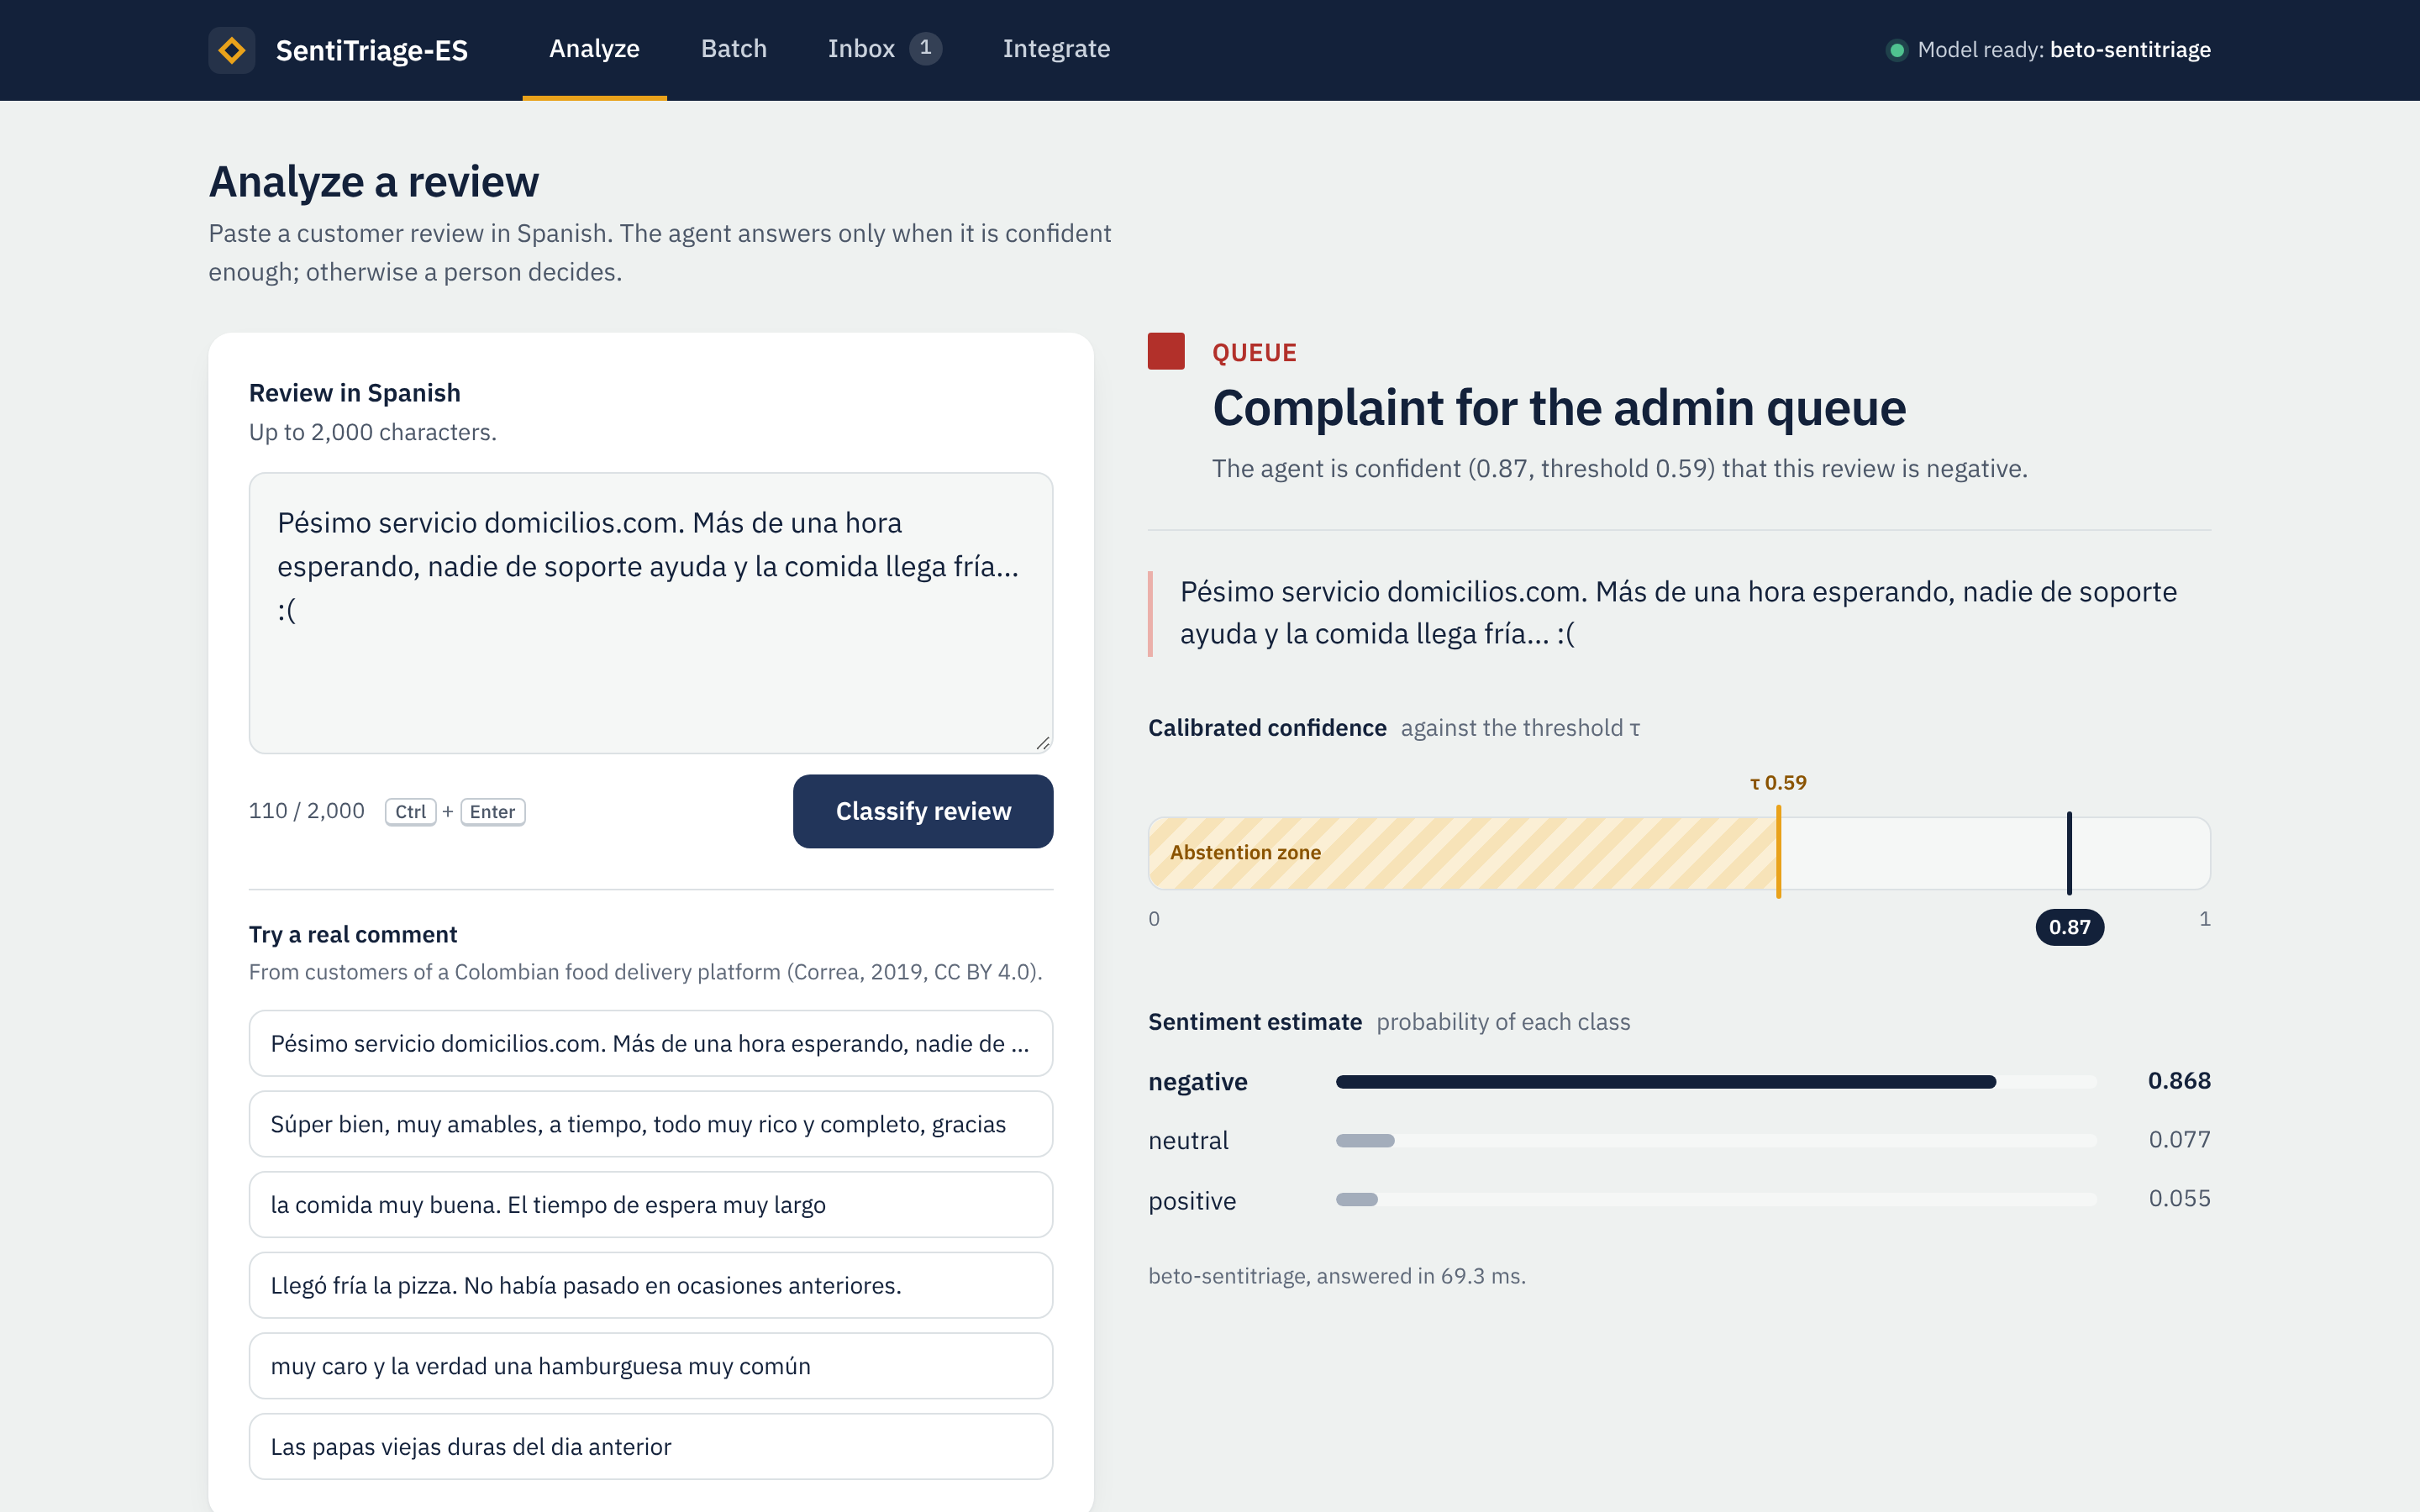 SentiTriage-ES
Analyze
Batch
Inbox 1
Integrate
Model ready: beto-sentitriage
Analyze a review
Paste a customer review in Spanish. The agent answers only when it is confident
enough; otherwise a person decides.
Review in Spanish
Up to 2,000 characters.
Pésimo servicio domicilios.com. Más de una hora
esperando, nadie de soporte ayuda y la comida llega fría...
:(
110 / 2,000 Ctrl + Enter
Classify review
Try a real comment
From customers of a Colombian food delivery platform (Correa, 2019, CC BY 4.0).
Pésimo servicio domicilios.com. Más de una hora esperando, nadie de ...
Súper bien, muy amables, a tiempo, todo muy rico y completo, gracias
la comida muy buena. El tiempo de espera muy largo
Llegó fría la pizza. No había pasado en ocasiones anteriores.
muy caro y la verdad una hamburguesa muy común
Las papas viejas duras del dia anterior
QUEUE
Complaint for the admin queue
The agent is confident (0.87, threshold 0.59) that this review is negative.
Pésimo servicio domicilios.com. Más de una hora esperando, nadie de soporte
ayuda y la comida llega fría... :(
Calibrated confidence against the threshold τ
τ 0.59
Abstention zone
0
0.87
1
Sentiment estimate probability of each class
negative 0.868
neutral 0.077
positive 0.055
beto-sentitriage, answered in 69.3 ms.